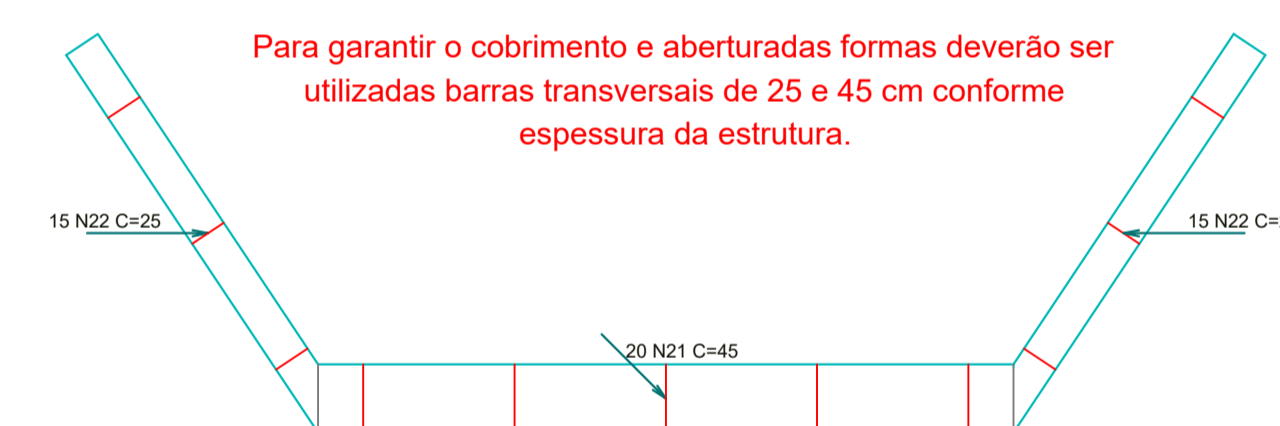 Para garantir o cobrimento e aberturadas formas deverão ser
utilizadas barras transversais de 25 e 45 cm conforme
espessura da estrutura.
15 N22 C=25
15 N22 C=
20 N21 C=45